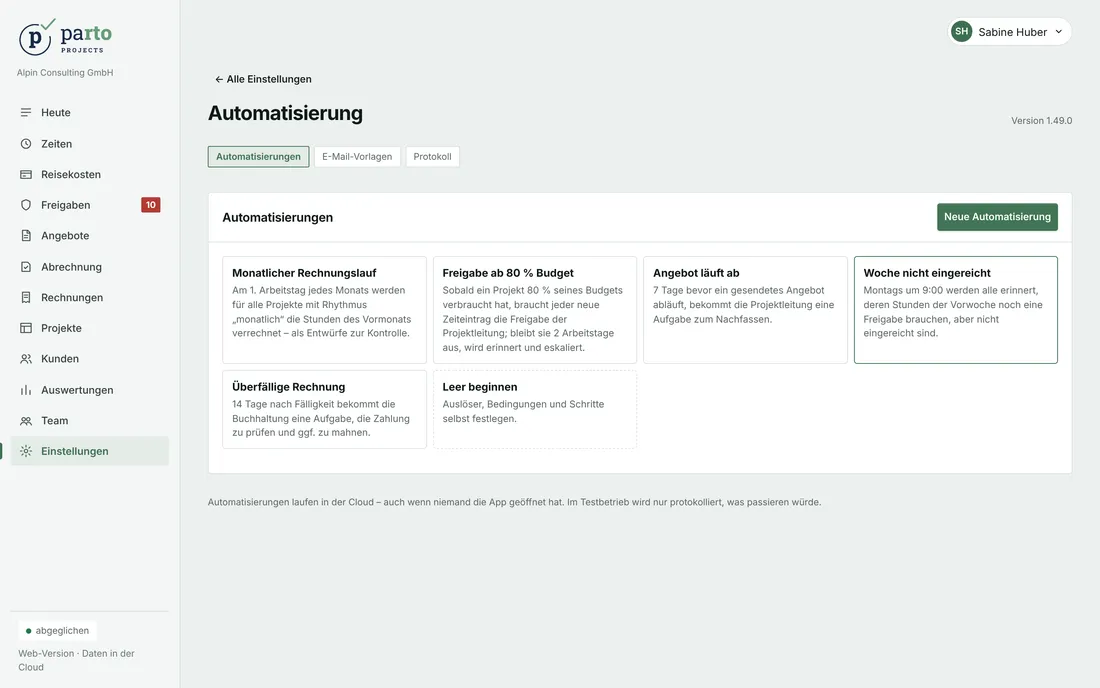 parto
PROJECTS
Alpin Consulting GmbH
Heute
Zeiten
Reisekosten
Freigaben 10
Angebote
Abrechnung
Rechnungen
Projekte
Kunden
Auswertungen
Team
Einstellungen
abgeglichen
Web-Version · Daten in der
Cloud
SH Sabine Huber
← Alle Einstellungen
Automatisierung
Version 1.49.0
Automatisierungen E-Mail-Vorlagen Protokoll
Automatisierungen
Neue Automatisierung
Monatlicher Rechnungslauf
Am 1. Arbeitstag jedes Monats werden
für alle Projekte mit Rhythmus
„monatlich“ die Stunden des Vormonats
verrechnet – als Entwürfe zur Kontrolle.
Freigabe ab 80 % Budget
Sobald ein Projekt 80 % seines Budgets
verbraucht hat, braucht jeder neue
Zeiteintrag die Freigabe der
Projektleitung; bleibt sie 2 Arbeitstage
aus, wird erinnert und eskaliert.
Angebot läuft ab
7 Tage bevor ein gesendetes Angebot
abläuft, bekommt die Projektleitung eine
Aufgabe zum Nachfassen.
Woche nicht eingereicht
Montags um 9:00 werden alle erinnert,
deren Stunden der Vorwoche noch eine
Freigabe brauchen, aber nicht
eingereicht sind.
Überfällige Rechnung
14 Tage nach Fälligkeit bekommt die
Buchhaltung eine Aufgabe, die Zahlung
zu prüfen und ggf. zu mahnen.
Leer beginnen
Auslöser, Bedingungen und Schritte
selbst festlegen.
Automatisierungen laufen in der Cloud – auch wenn niemand die App geöffnet hat. Im Testbetrieb wird nur protokolliert, was passieren würde.